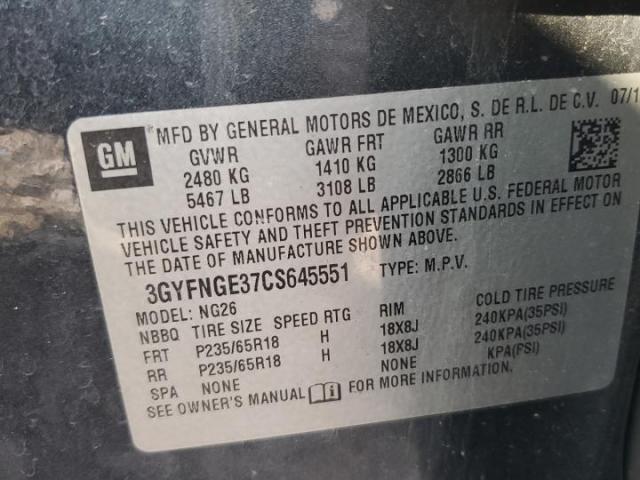 GM
MFD BY GENERAL MOTORS DE MEXICO, S. DE R.L. DE C.V. 07/1
GVWR GAWR FRT GAWR RR
2480 KG 1410 KG 1300 KG
5467 LB 3108 LB 2866 LB
THIS VEHICLE CONFORMS TO ALL APPLICABLE U.S. FEDERAL MOTOR
VEHICLE SAFETY AND THEFT PREVENTION STANDARDS IN EFFECT ON
THE DATE OF MANUFACTURE SHOWN ABOVE.
3GYFNGE37CS645551 TYPE: M.P.V.
MODEL: NG26
NBBQ TIRE SIZE SPEED RTG RIM COLD TIRE PRESSURE
FRT P235/65R18 H 18X8J 240KPA(35PSI)
RR P235/65R18 H 18X8J 240KPA(35PSI)
SPA NONE NONE KPA(PSI)
SEE OWNER'S MANUAL FOR MORE INFORMATION.